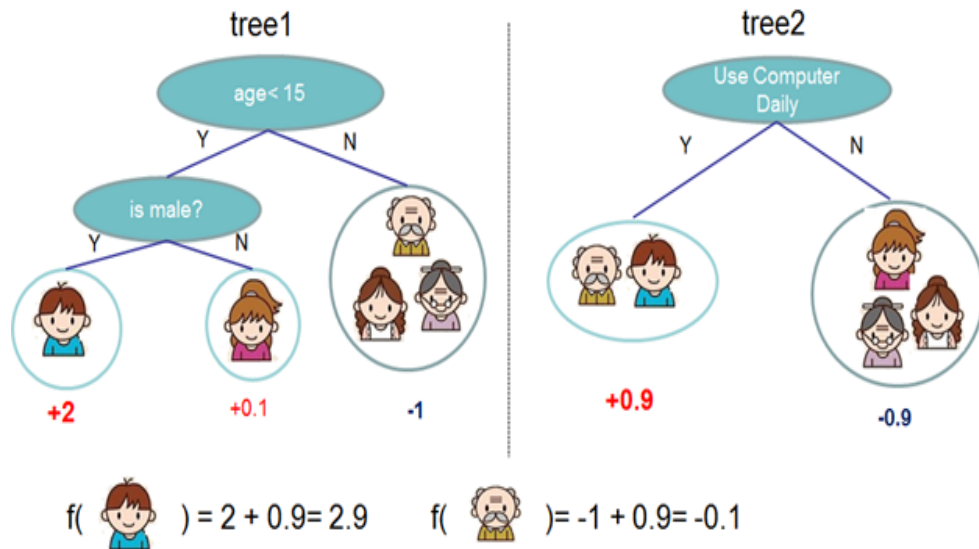 tree1
age< 15
Y
N
is male?
Y
N
+2
+0.1
-1
tree2
Use Computer
Daily
Y
N
+0.9
-0.9
f( ) = 2 + 0.9= 2.9
f( )= -1 + 0.9= -0.1